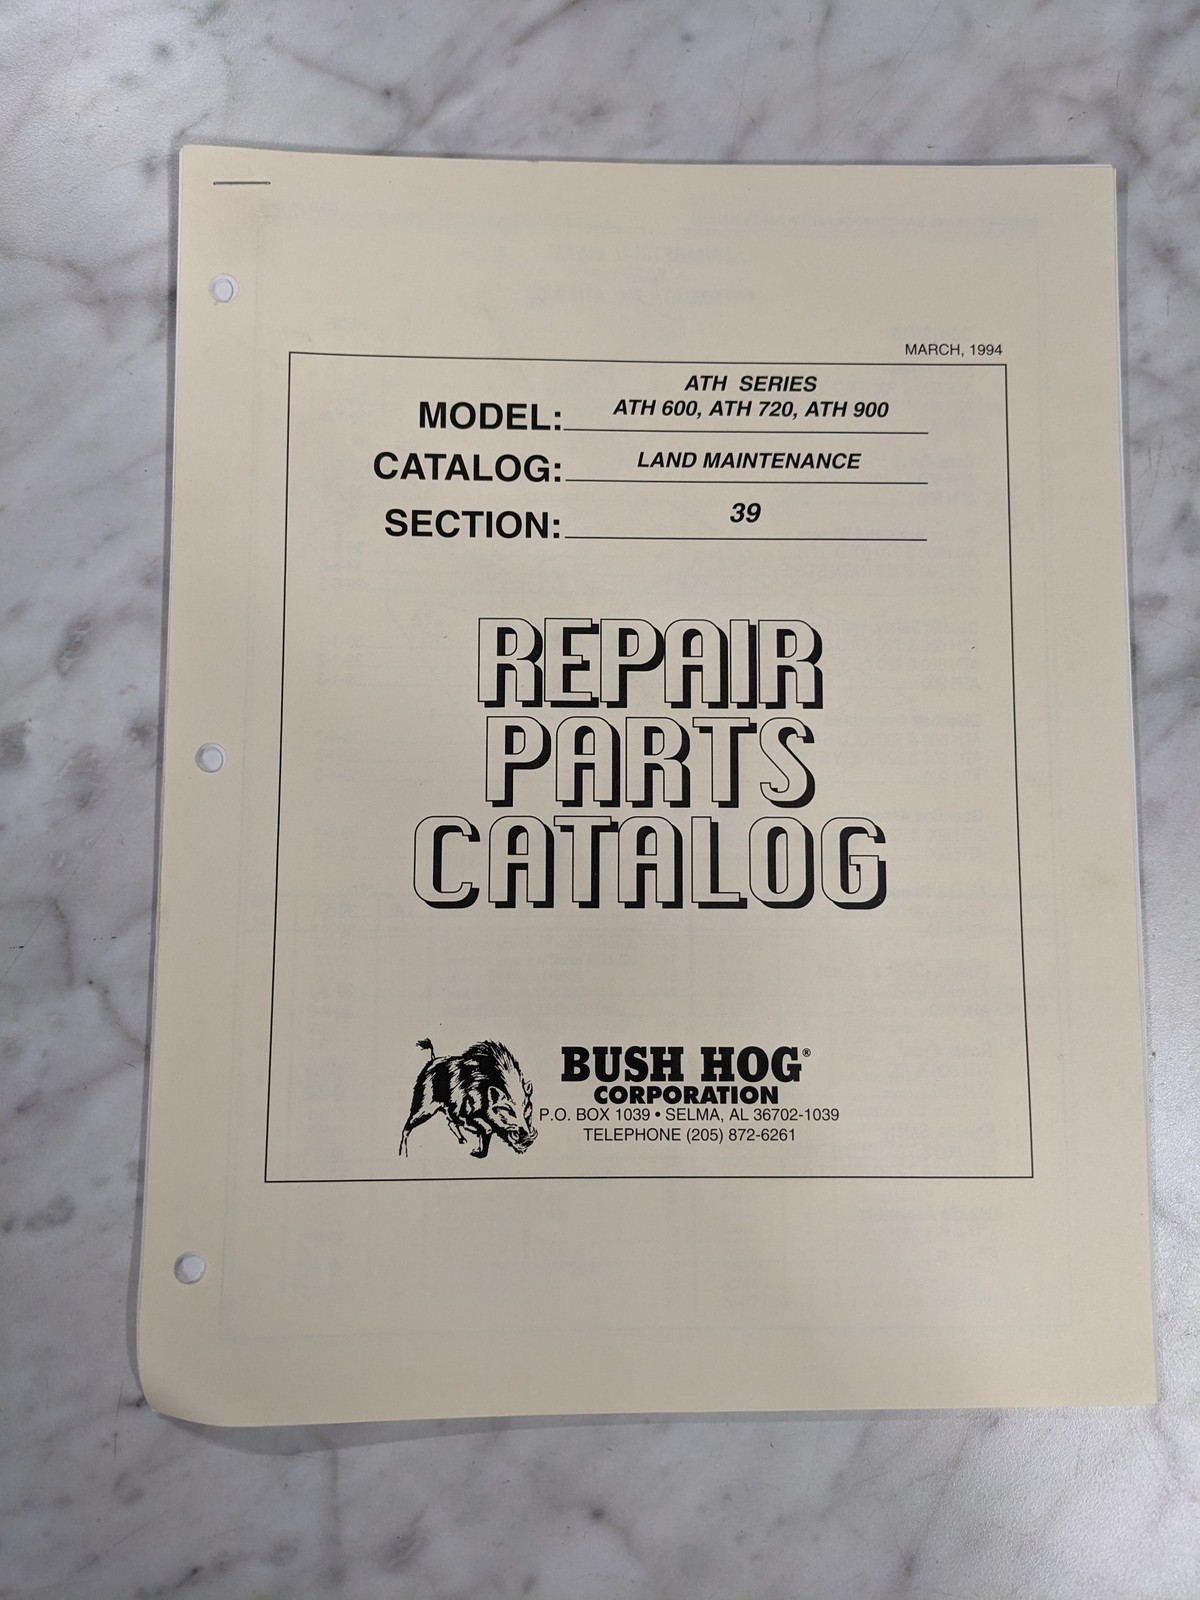 MARCH, 1994
ATH SERIES
MODEL: ATH 600, ATH 720, ATH 900
CATALOG: LAND MAINTENANCE
SECTION: 39
REPAIR
PARTS
CATALOG
BUSH HOG®
CORPORATION
P.O. BOX 1039 • SELMA, AL 36702-1039
TELEPHONE (205) 872-6261